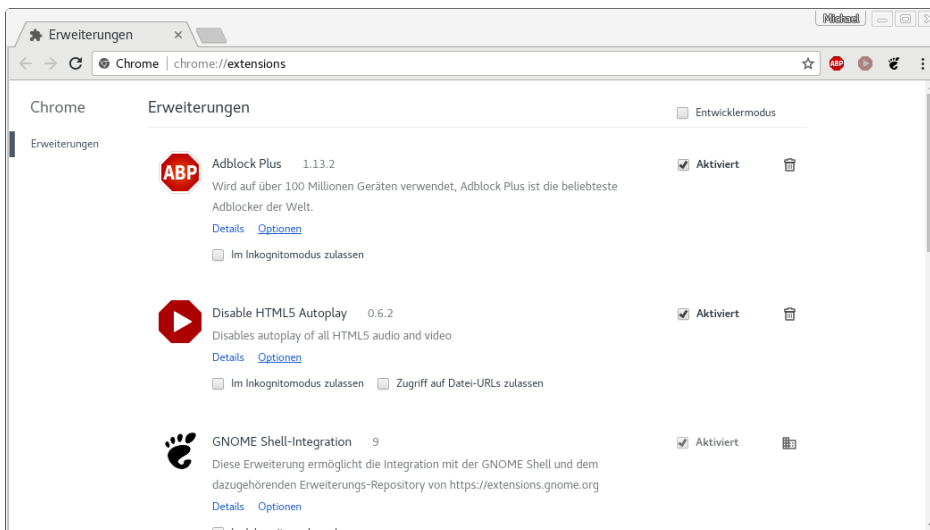 Michael
Erweiterungen
Chrome chrome://extensions
ABP
Chrome
Erweiterungen
Erweiterungen
Entwicklermodus
ABP
Adblock Plus 1.13.2
Aktiviert
Wird auf über 100 Millionen Geräten verwendet, Adblock Plus ist die beliebteste
Adblocker der Welt.
Details Optionen
Im Inkognitomodus zulassen
Disable HTML5 Autoplay 0.6.2
Aktiviert
Disables autoplay of all HTML5 audio and video
Details Optionen
Im Inkognitomodus zulassen Zugriff auf Datei-URLs zulassen
GNOME Shell-Integration 9
Aktiviert
Diese Erweiterung ermöglicht die Integration mit der GNOME Shell und dem
dazugehörenden Erweiterungs-Repository von https://extensions.gnome.org
Details Optionen